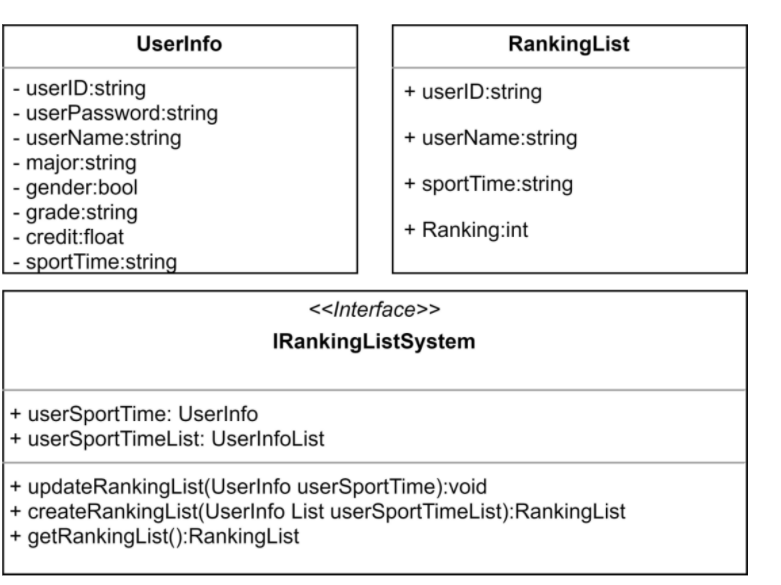 UserInfo
- userID:string
- userPassword:string
- userName:string
- major:string
- gender:bool
- grade:string
- credit:float
- sportTime:string
RankingList
+ userID:string
+ userName:string
+ sportTime:string
+ Ranking:int
<<Interface>>
IRankingListSystem
+ userSportTime: UserInfo
+ userSportTimeList: UserInfoList
+ updateRankingList(UserInfo userSportTime):void
+ createRankingList(UserInfo List userSportTimeList):RankingList
+ getRankingList():RankingList